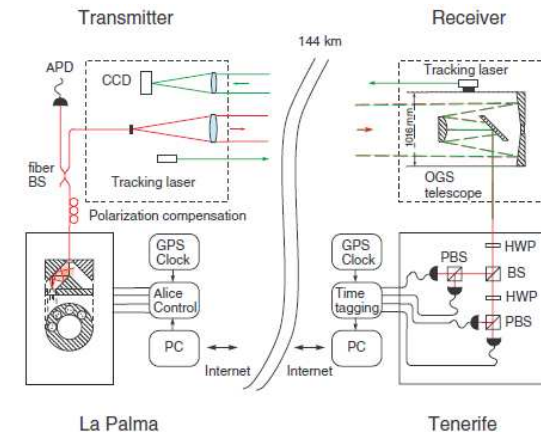 Transmitter
Receiver
144 km
APD
CCD
Tracking laser
fiber
BS
Tracking laser
1016 mm
OGS
telescope
Polarization compensation
GPS
Clock
Alice
Control
PC
Internet
GPS
Clock
Time
tagging
PC
Internet
PBS
HWP
BS
HWP
PBS
La Palma
Tenerife